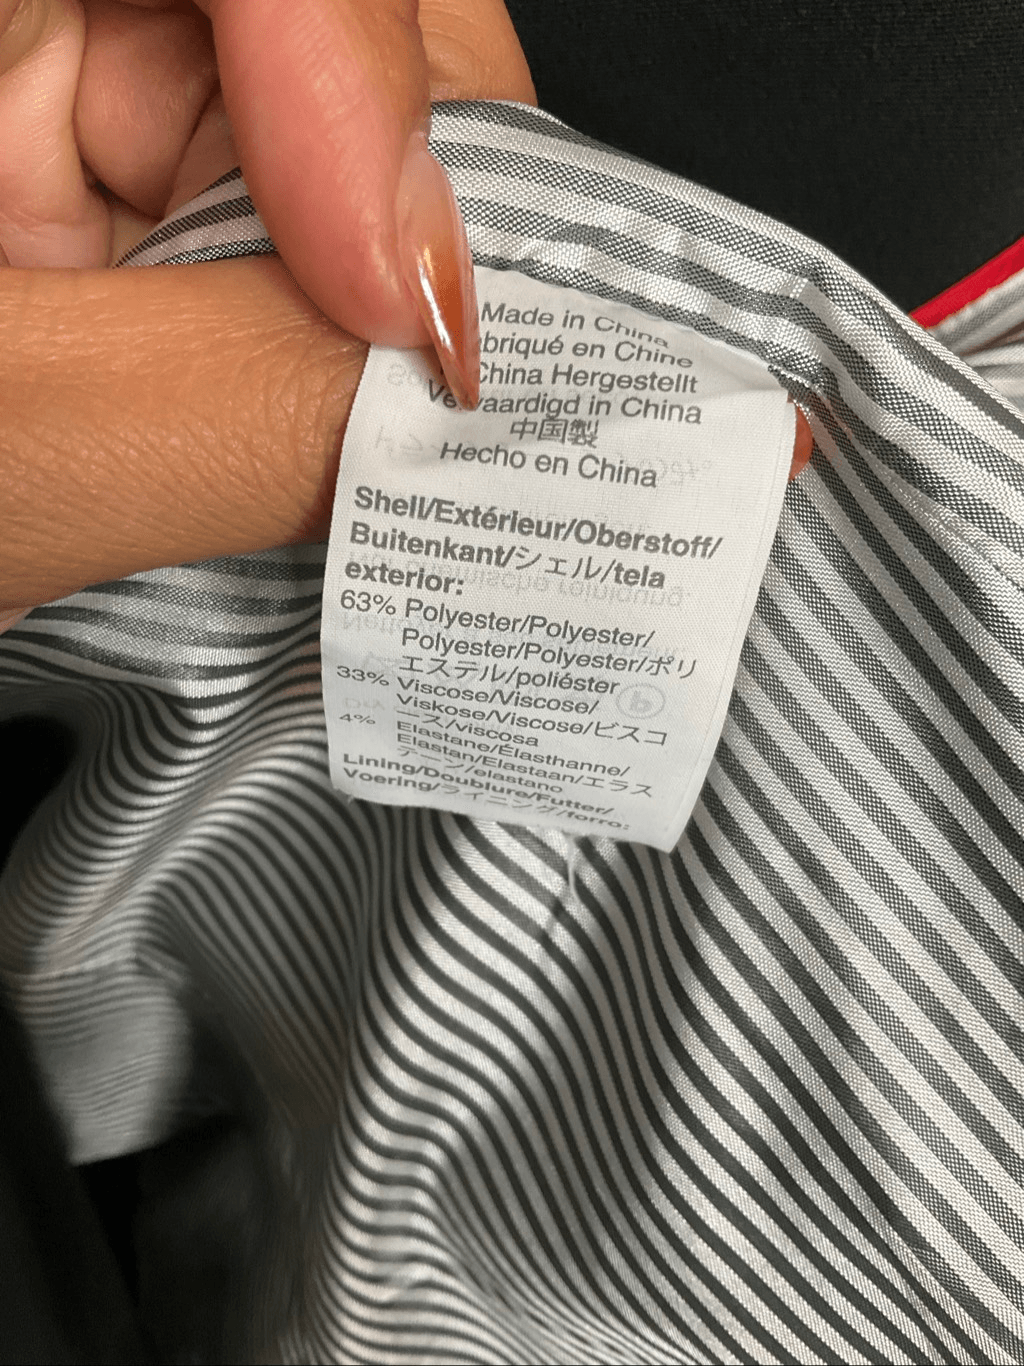 Made in China
abriqué en Chine
China Hergestellt
Vervaardigd in China
中国製
Hecho en China
Shell/Extérieur/Oberstoff/
Buitenkant/シェル/tela
exterior:
63% Polyester/Polyester/
Polyester/Polyester/ポリ
エステル/poliéster
33% Viscose/Viscose/
Viskose/Viscose/ビスコ
ース/viscosa
4% Elastane/Élasthanne/
Elastan/Elastaan/エラス
テーン/elastano
Lining/Doublure/Futter/
Voering/ライニング/forro: